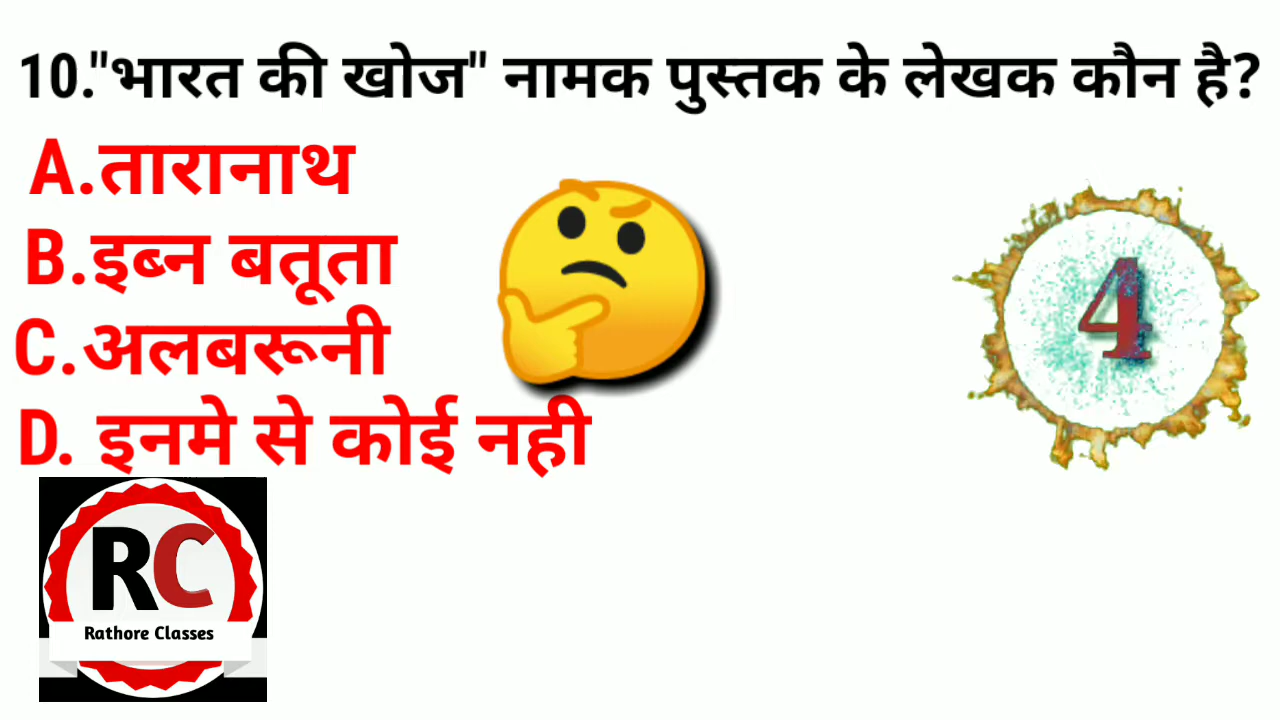 10."भारत की खोज" नामक पुस्तक के लेखक कौन है?
A.तारानाथ
B.इब्न बतूता
C.अलबरूनी
D. इनमे से कोई नही
4
RC
Rathore Classes